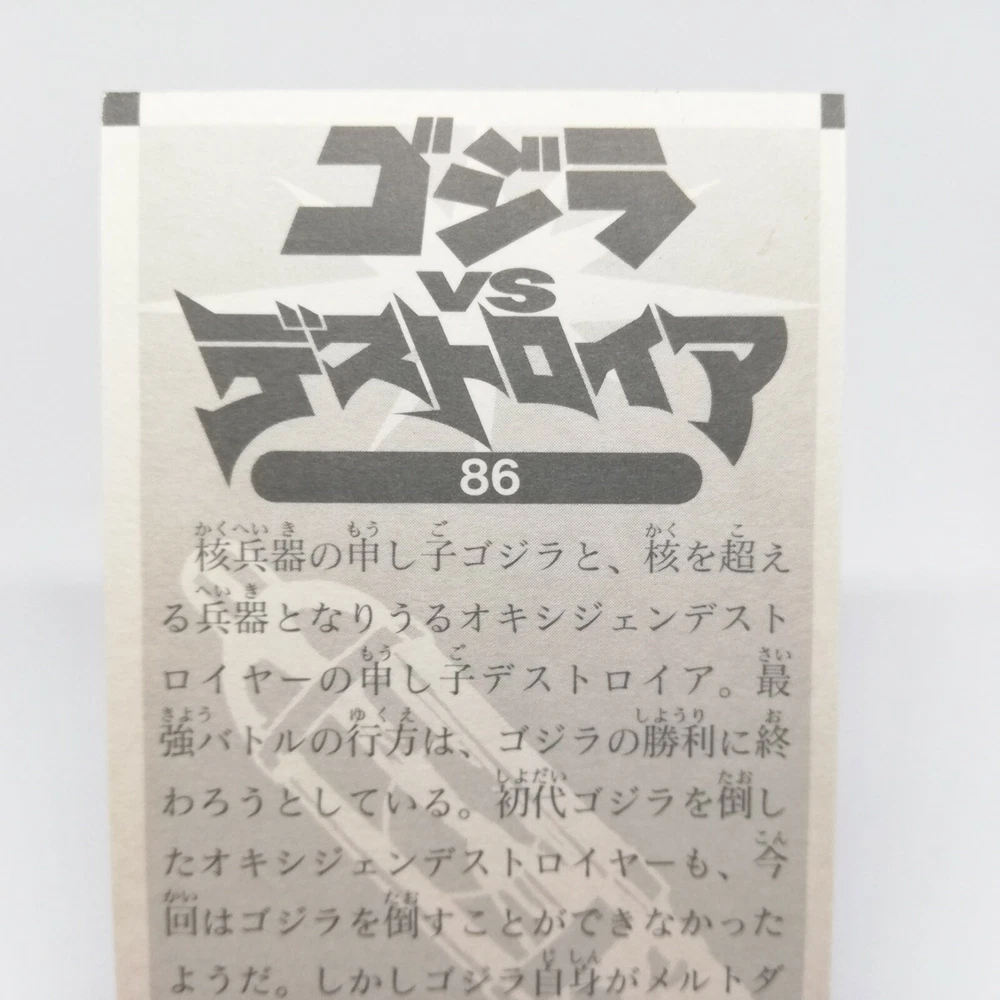 ゴジラ
VS
デストロイア
86
核兵器の申し子ゴジラと、核を超え
る兵器となりうるオキシジェンデスト
ロイヤーの申し子デストロイア。最
強バトルの行方は、ゴジラの勝利に終
わろうとしている。初代ゴジラを倒し
たオキシジェンデストロイヤーも、今
回はゴジラを倒すことができなかった
ようだ。しかしゴジラ自身がメルトダ